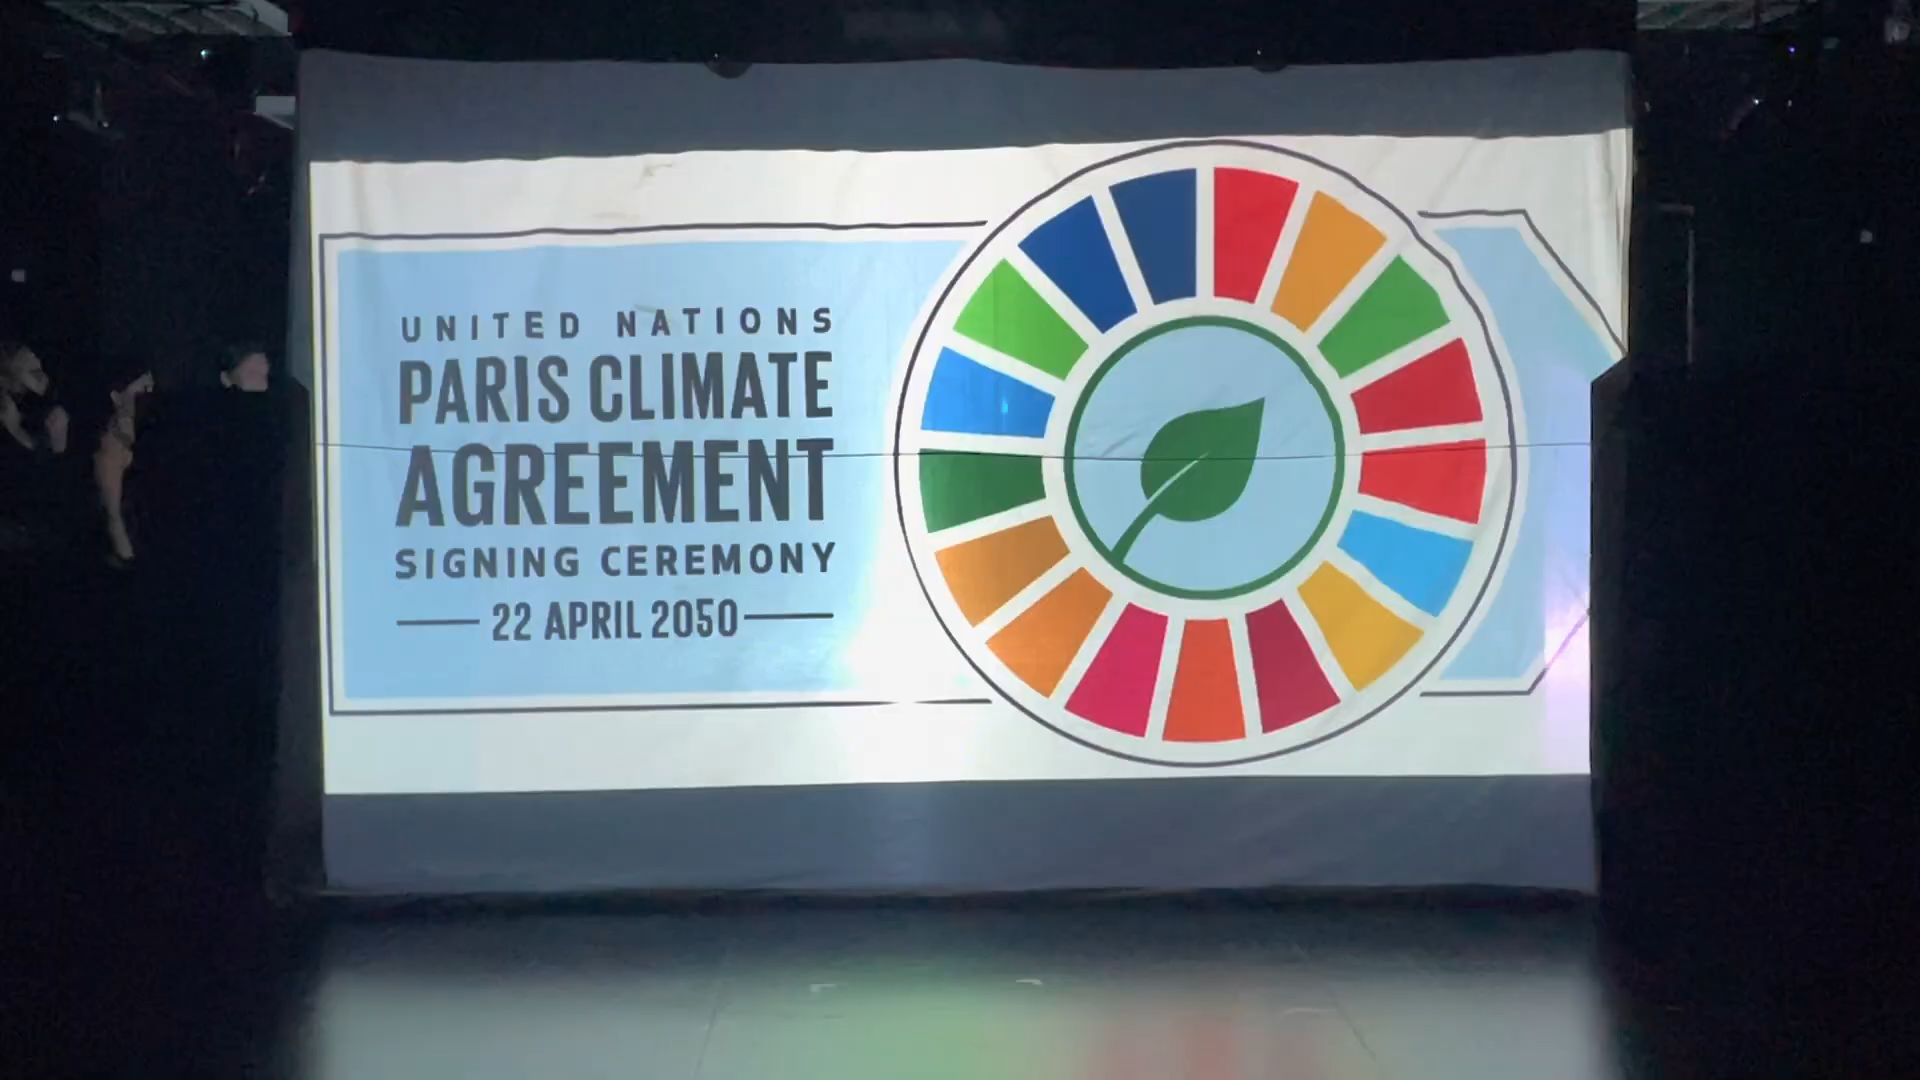 UNITED NATIONS
PARIS CLIMATE
AGREEMENT
SIGNING CEREMONY
22 APRIL 2050